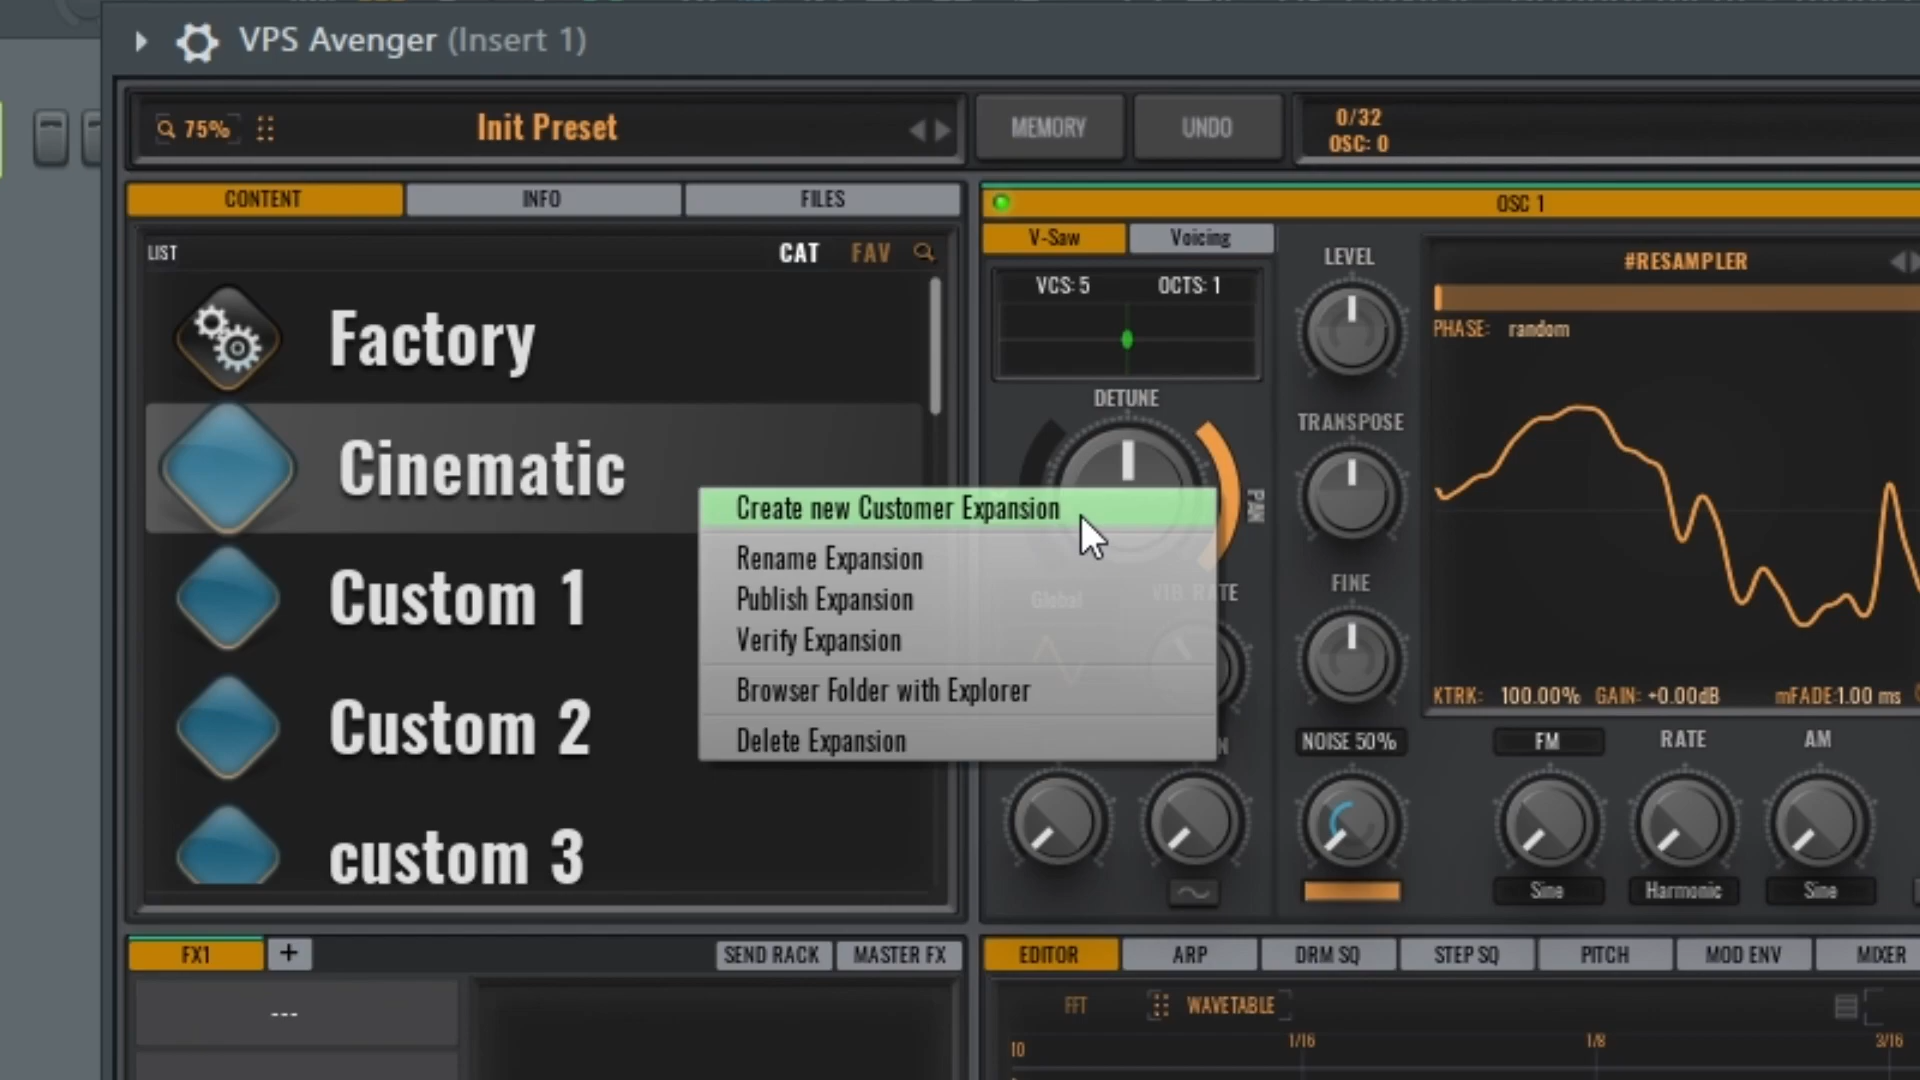 VPS Avenger (Insert 1)
75%
Init Preset
MEMORY
UNDO
0/32
OSC: 0
CONTENT
INFO
FILES
LIST
CAT
FAV
Factory
Cinematic
Custom 1
Custom 2
custom 3
Create new Customer Expansion
Rename Expansion
Publish Expansion
Verify Expansion
Browser Folder with Explorer
Delete Expansion
OSC 1
V-Saw
Voicing
VCS: 5
OCTS: 1
DETUNE
PAN
Global
VIB RATE
LEVEL
TRANSPOSE
FINE
NOISE 50%
#RESAMPLER
PHASE: random
KTRK: 100.00% GAIN: +0.00dB mFADE:1.00 ms
FM
RATE
AM
Sine
Harmonic
Sine
FX1
+
SEND RACK
MASTER FX
---
EDITOR
ARP
DRM SQ
STEP SQ
PITCH
MOD ENV
MIXER
FFT
WAVETABLE
10
1/16
1/8
3/16